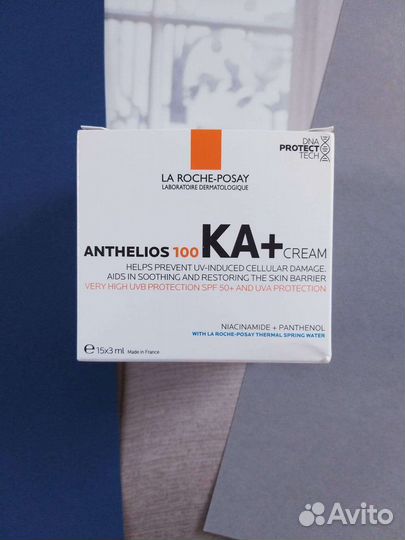 DNA
PROTECT
TECH
LA ROCHE-POSAY
LABORATOIRE DERMATOLOGIQUE
ANTHELIOS 100 KA+ CREAM
HELPS PREVENT UV-INDUCED CELLULAR DAMAGE.
AIDS IN SOOTHING AND RESTORING THE SKIN BARRIER
VERY HIGH UVB PROTECTION SPF 50+ AND UVA PROTECTION
NIACINAMIDE + PANTHENOL
WITH LA ROCHE-POSAY THERMAL SPRING WATER
℮ 15x3 ml Made in France
Avito